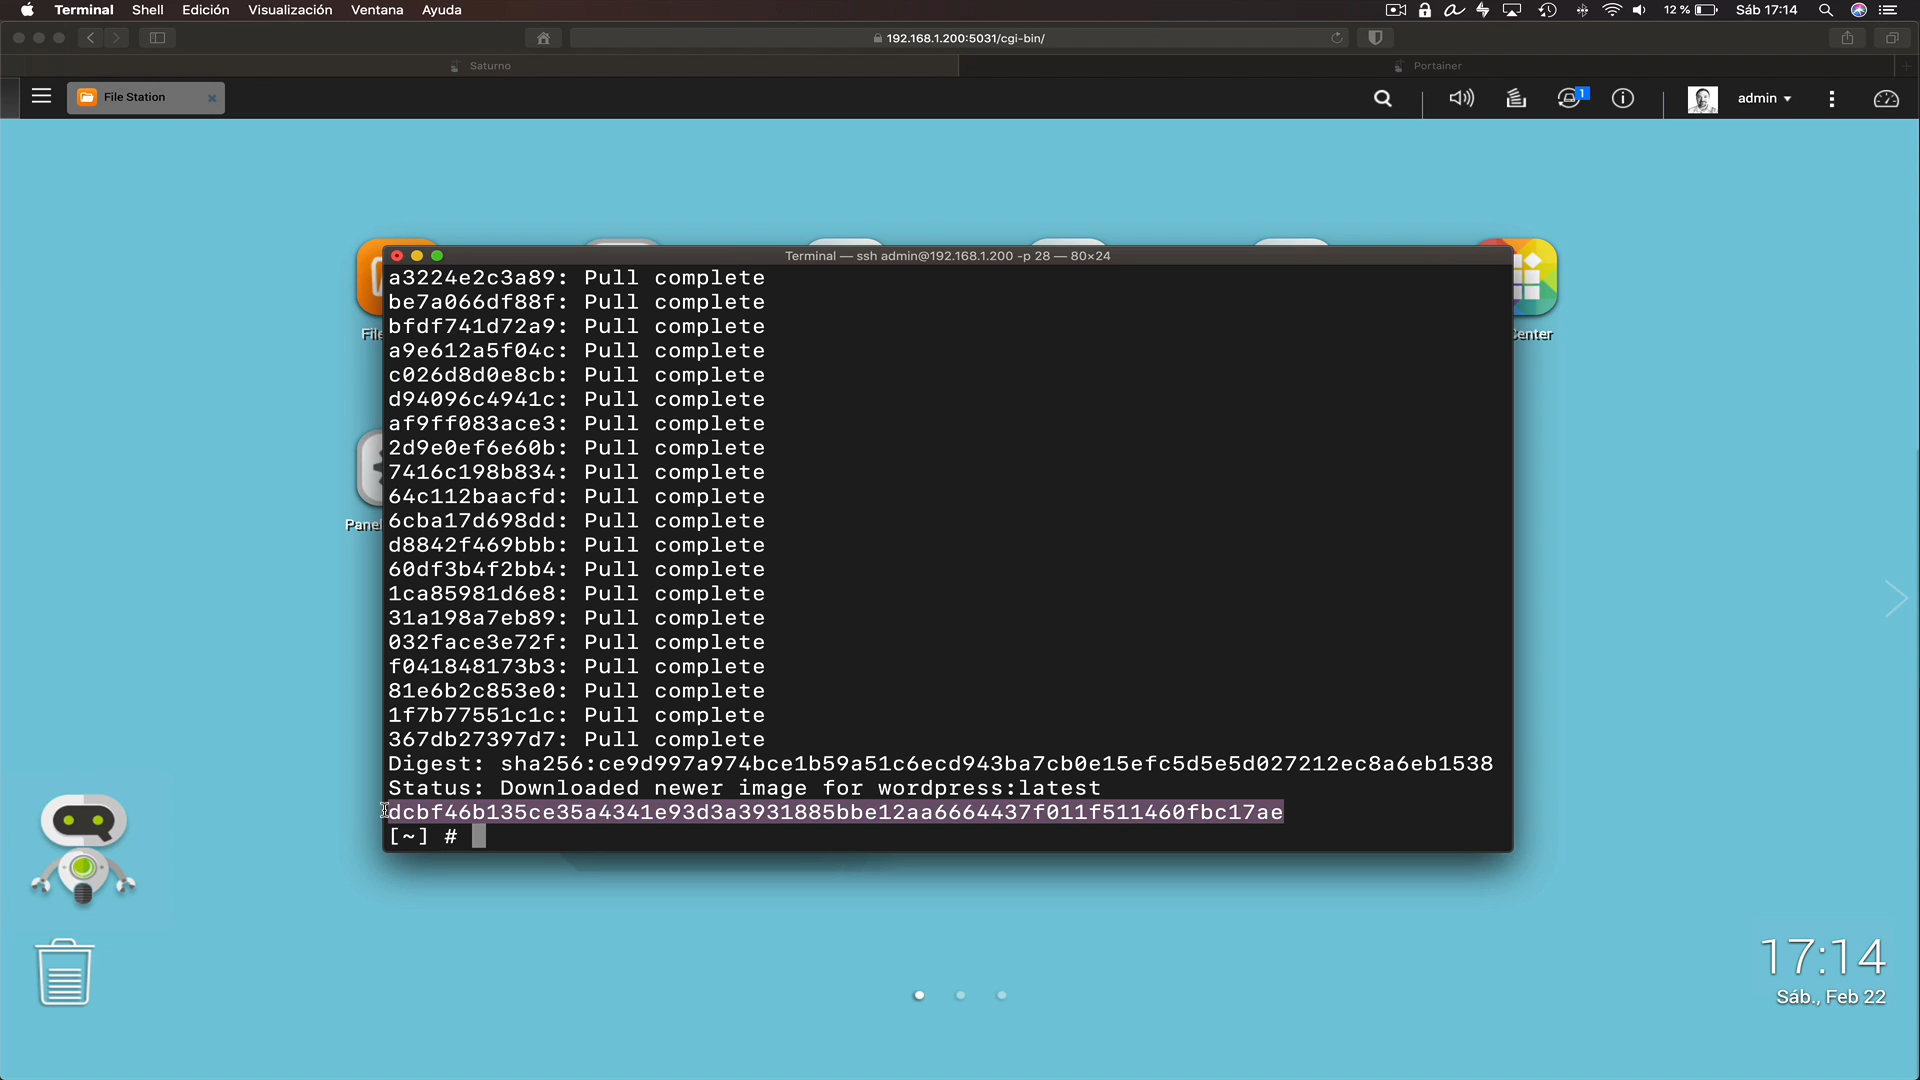 Terminal Shell Edición Visualización Ventana Ayuda
12 % Sáb 17:14
192.168.1.200:5031/cgi-bin/
Saturno
Portainer
File Station
1
admin
Terminal — ssh admin@192.168.1.200 -p 28 — 80×24
a3224e2c3a89: Pull complete
be7a066df88f: Pull complete
bfdf741d72a9: Pull complete
a9e612a5f04c: Pull complete
c026d8d0e8cb: Pull complete
d94096c4941c: Pull complete
af9ff083ace3: Pull complete
2d9e0ef6e60b: Pull complete
7416c198b834: Pull complete
64c112baacfd: Pull complete
6cba17d698dd: Pull complete
d8842f469bbb: Pull complete
60df3b4f2bb4: Pull complete
1ca85981d6e8: Pull complete
31a198a7eb89: Pull complete
032face3e72f: Pull complete
f041848173b3: Pull complete
81e6b2c853e0: Pull complete
1f7b77551c1c: Pull complete
367db27397d7: Pull complete
Digest: sha256:ce9d997a974bce1b59a51c6ecd943ba7cb0e15efc5d5e5d027212ec8a6eb1538
Status: Downloaded newer image for wordpress:latest
dcbf46b135ce35a4341e93d3a3931885bbe12aa6664437f011f511460fbc17ae
[~] #
File
Panel
Center
17:14
Sáb., Feb 22